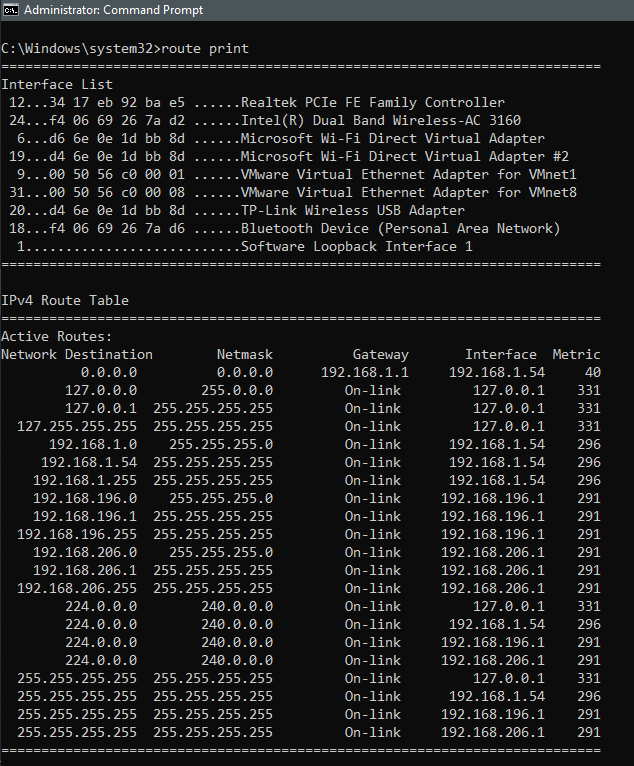 Administrator: Command Prompt
C:\Windows\system32>route print
===========================================================================
Interface List
 12...34 17 eb 92 ba e5 ......Realtek PCIe FE Family Controller
 24...f4 06 69 26 7a d2 ......Intel(R) Dual Band Wireless-AC 3160
  6...d6 6e 0e 1d bb 8d ......Microsoft Wi-Fi Direct Virtual Adapter
 19...d4 6e 0e 1d bb 8d ......Microsoft Wi-Fi Direct Virtual Adapter #2
  9...00 50 56 c0 00 01 ......VMware Virtual Ethernet Adapter for VMnet1
 31...00 50 56 c0 00 08 ......VMware Virtual Ethernet Adapter for VMnet8
 20...d4 6e 0e 1d bb 8d ......TP-Link Wireless USB Adapter
 18...f4 06 69 26 7a d6 ......Bluetooth Device (Personal Area Network)
  1...........................Software Loopback Interface 1
===========================================================================
IPv4 Route Table
===========================================================================
Active Routes:
Network Destination        Netmask          Gateway       Interface  Metric
          0.0.0.0          0.0.0.0      192.168.1.1     192.168.1.54     40
        127.0.0.0        255.0.0.0         On-link         127.0.0.1    331
        127.0.0.1  255.255.255.255         On-link         127.0.0.1    331
  127.255.255.255  255.255.255.255         On-link         127.0.0.1    331
      192.168.1.0    255.255.255.0         On-link      192.168.1.54    296
     192.168.1.54  255.255.255.255         On-link      192.168.1.54    296
    192.168.1.255  255.255.255.255         On-link      192.168.1.54    296
    192.168.196.0    255.255.255.0         On-link     192.168.196.1    291
    192.168.196.1  255.255.255.255         On-link     192.168.196.1    291
  192.168.196.255  255.255.255.255         On-link     192.168.196.1    291
    192.168.206.0    255.255.255.0         On-link     192.168.206.1    291
    192.168.206.1  255.255.255.255         On-link     192.168.206.1    291
  192.168.206.255  255.255.255.255         On-link     192.168.206.1    291
        224.0.0.0        240.0.0.0         On-link         127.0.0.1    331
        224.0.0.0        240.0.0.0         On-link      192.168.1.54    296
        224.0.0.0        240.0.0.0         On-link     192.168.196.1    291
        224.0.0.0        240.0.0.0         On-link     192.168.206.1    291
  255.255.255.255  255.255.255.255         On-link         127.0.0.1    331
  255.255.255.255  255.255.255.255         On-link      192.168.1.54    296
  255.255.255.255  255.255.255.255         On-link     192.168.196.1    291
  255.255.255.255  255.255.255.255         On-link     192.168.206.1    291
===========================================================================